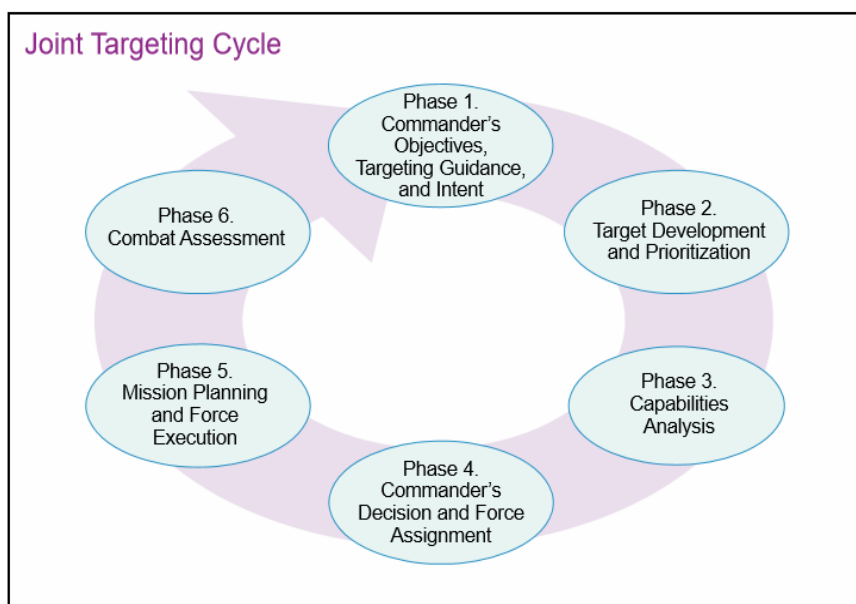 Joint Targeting Cycle
Phase 1.
Commander's
Objectives,
Targeting Guidance,
and Intent
Phase 2.
Target Development
and Prioritization
Phase 3.
Capabilities
Analysis
Phase 4.
Commander's
Decision and Force
Assignment
Phase 5.
Mission Planning
and Force
Execution
Phase 6.
Combat Assessment